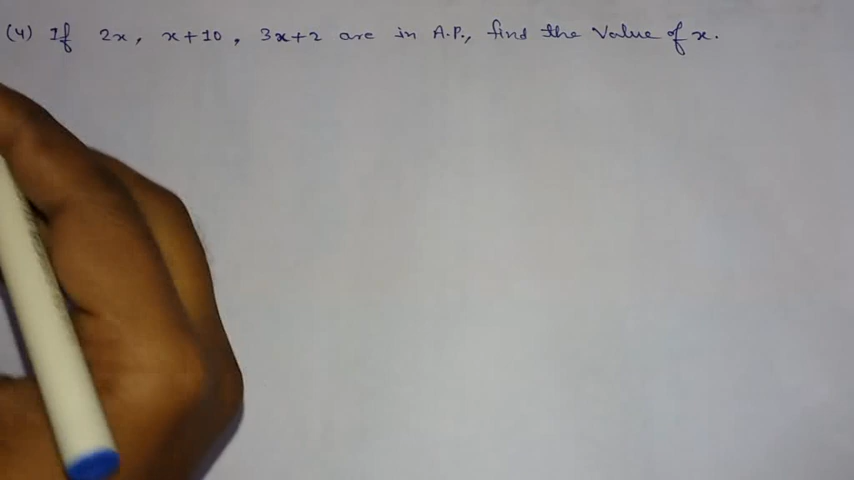 (4) If 2x, x+10, 3x+2 are in A.P., find the Value of x.